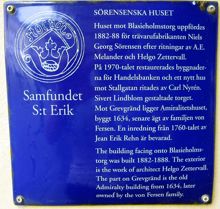 SÖRENSENSKA HUSET
Huset mot Blasieholmstorg uppfördes
1882-88 för trävarufabrikanten Niels
Georg Sörensen efter ritningar av A.E.
Melander och Helgo Zettervall.
På 1970-talet restaurerades byggnader-
na för Handelsbanken och ett nytt hus
mot Stallgatan ritades av Carl Nyrén.
Sivert Lindblom gestaltade torget.
Mot Grevgränd ligger Amiralitetshuset,
byggt 1634, senare ägt av familjen von
Fersen. En inredning från 1760-talet av
Jean Erik Rehn är bevarad.
The building facing onto Blasieholms-
torg was built 1882-1888. The exterior
is the work of architect Helgo Zettervall.
The part on Grevgränd is the old
Admiralty building from 1634, later
owned by the von Fersen family.
Samfundet
S:t Erik